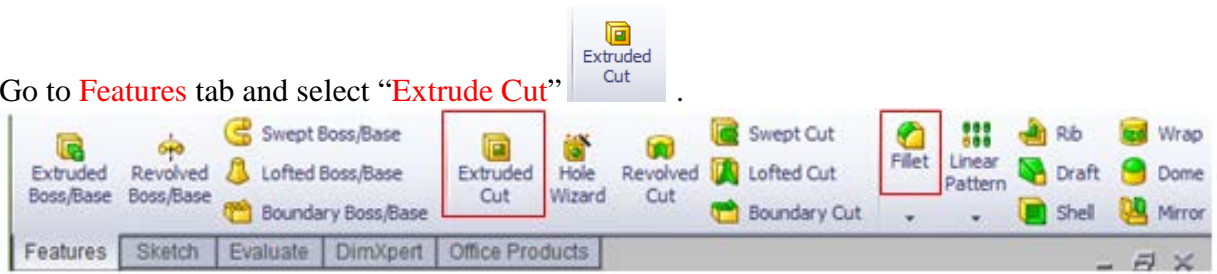 Extruded
Cut
Go to Features tab and select “Extrude Cut” .
Extruded
Boss/Base
Revolved
Boss/Base
Swept Boss/Base
Lofted Boss/Base
Boundary Boss/Base
Extruded
Cut
Hole
Wizard
Revolved
Cut
Swept Cut
Lofted Cut
Boundary Cut
Fillet
Linear
Pattern
Rib
Draft
Shell
Wrap
Dome
Mirror
Features Sketch Evaluate DimXpert Office Products